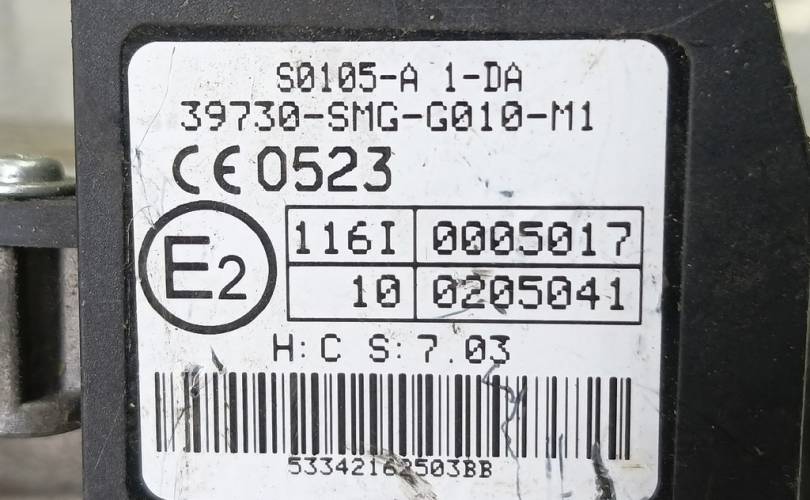 S0105-A 1-DA
39730-SMG-G010-M1
CE 0523
E2
116I 0005017
10 0205041
H: C S: 7.03
53342162503BB